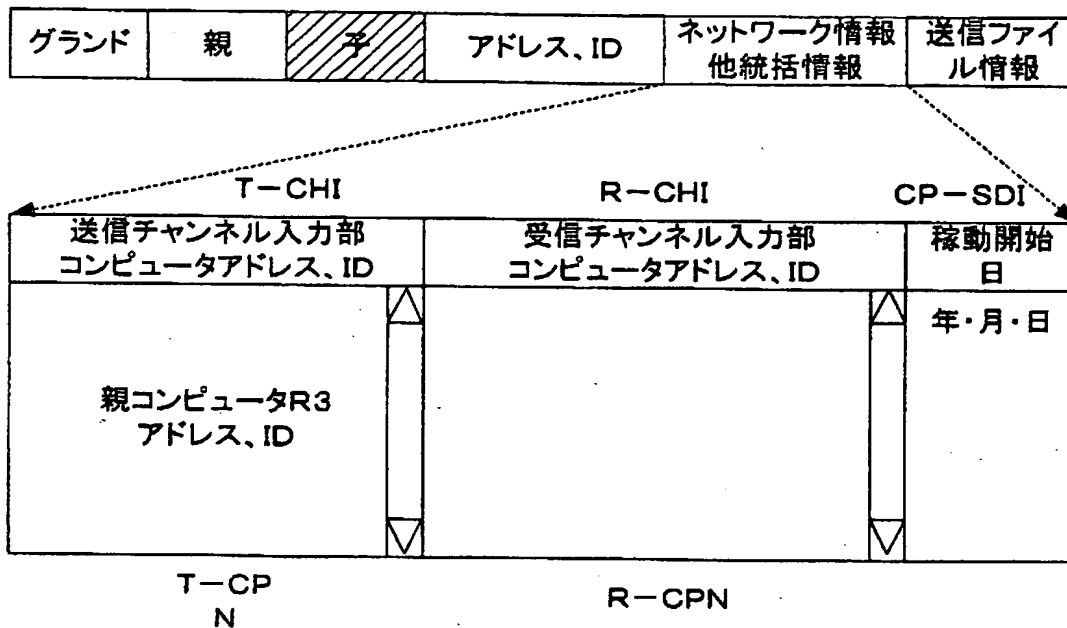 グランド
親
子
アドレス、ID
ネットワーク情報
他統括情報
送信ファイ
ル情報
T-CHI
R-CHI
CP-SDI
送信チャンネル入力部
コンピュータアドレス、ID
受信チャンネル入力部
コンピュータアドレス、ID
稼動開始
日
親コンピュータR3
アドレス、ID
年・月・日
T-CP
N
R-CPN